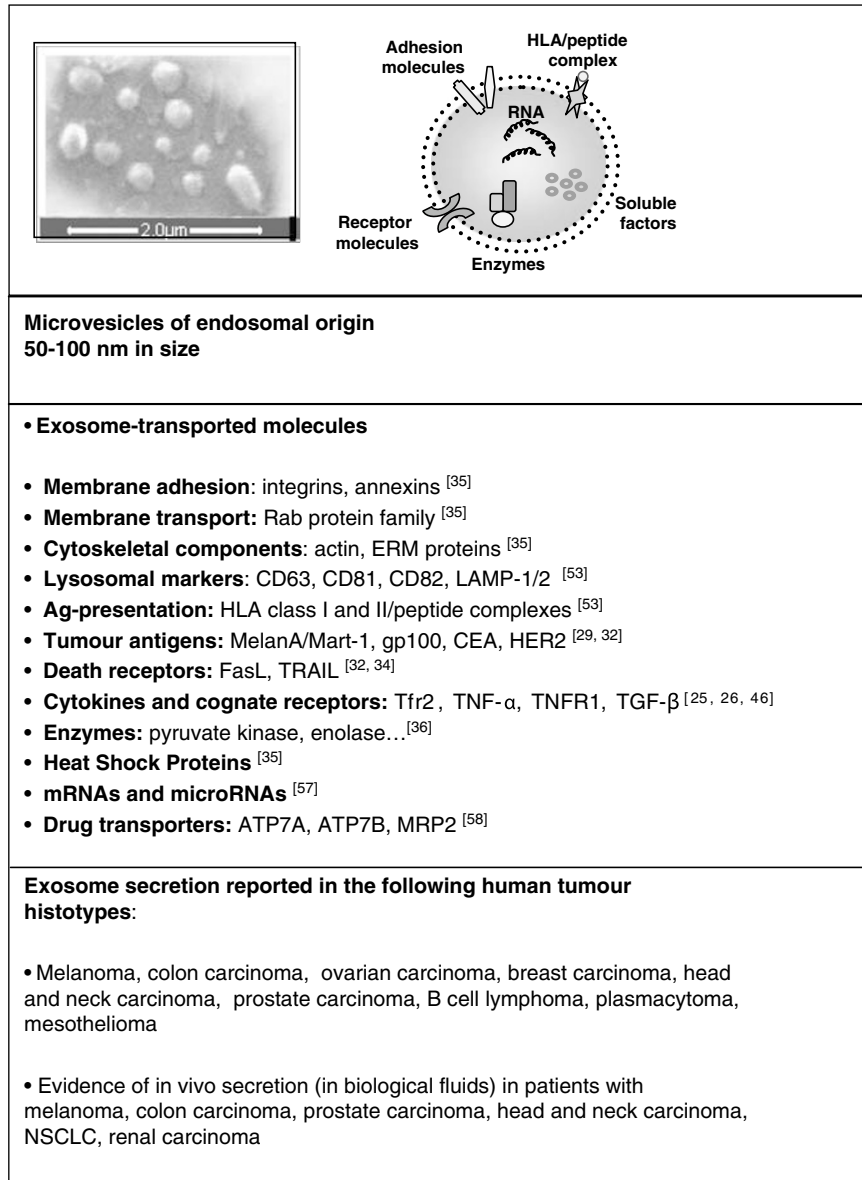 2.0µm
Adhesion
molecules
HLA/peptide
complex
RNA
Receptor
molecules
Soluble
factors
Enzymes
Microvesicles of endosomal origin
50-100 nm in size
• Exosome-transported molecules
• Membrane adhesion: integrins, annexins [35]
• Membrane transport: Rab protein family [35]
• Cytoskeletal components: actin, ERM proteins [35]
• Lysosomal markers: CD63, CD81, CD82, LAMP-1/2 [53]
• Ag-presentation: HLA class I and II/peptide complexes [53]
• Tumour antigens: MelanA/Mart-1, gp100, CEA, HER2 [29, 32]
• Death receptors: FasL, TRAIL [32, 34]
• Cytokines and cognate receptors: Tfr2, TNF-α, TNFR1, TGF-β [25, 26, 46]
• Enzymes: pyruvate kinase, enolase…[36]
• Heat Shock Proteins [35]
• mRNAs and microRNAs [57]
• Drug transporters: ATP7A, ATP7B, MRP2 [58]
Exosome secretion reported in the following human tumour
histotypes:
• Melanoma, colon carcinoma, ovarian carcinoma, breast carcinoma, head
and neck carcinoma, prostate carcinoma, B cell lymphoma, plasmacytoma,
mesothelioma
• Evidence of in vivo secretion (in biological fluids) in patients with
melanoma, colon carcinoma, prostate carcinoma, head and neck carcinoma,
NSCLC, renal carcinoma